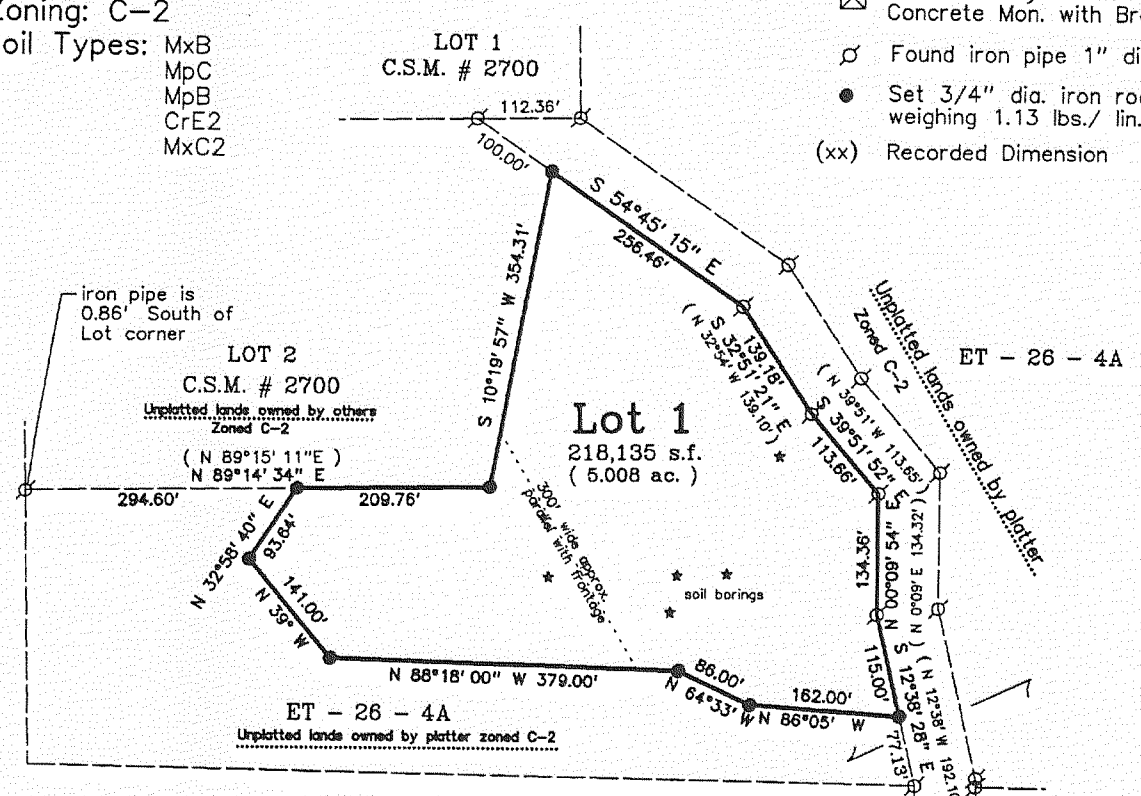 Zoning: C-2
oil Types: MxB
MpC
MpB
CrE2
MxC2
LOT 1
C.S.M. # 2700
Concrete Mon. with
Found iron pipe 1"
Set 3/4" dia. iron
weighing 1.13 lbs./ lin.
(xx) Recorded Dimension
112.36'
100.00'
S 54°45' 15" E
256.46'
S 10°19' 57" W 354.31'
139.18'
S 32°51' 21" E
( N 32°54' W 139.10' )
iron pipe is
0.86' South of
Lot corner
LOT 2
C.S.M. # 2700
Unplatted lands owned by others
Zoned C-2
( N 89°15' 11"E )
N 89°14' 34" E
294.60'
209.76'
Lot 1
218,135 s.f.
( 5.008 ac. )
Unplatted lands owned by platter
Zoned C-2
ET - 26 - 4A
( N 39°51' W 113.65' )
S 39°51' 52" E
113.66'
N 32°58' 40" E
93.64'
300' wide approx.
parallel with frontage
134.36'
N 00°09' 54" E
( N 0°09'E 134.32')
soil borings
141.00'
N 39° W
N 88°18' 00" W 379.00'
86.00'
N 64°33' W
162.00'
N 86°05' W
115.00'
S 12°38' 28" E
( N 12°38' W
77.13'
ET - 26 - 4A
Unplatted lands owned by platter zoned C-2